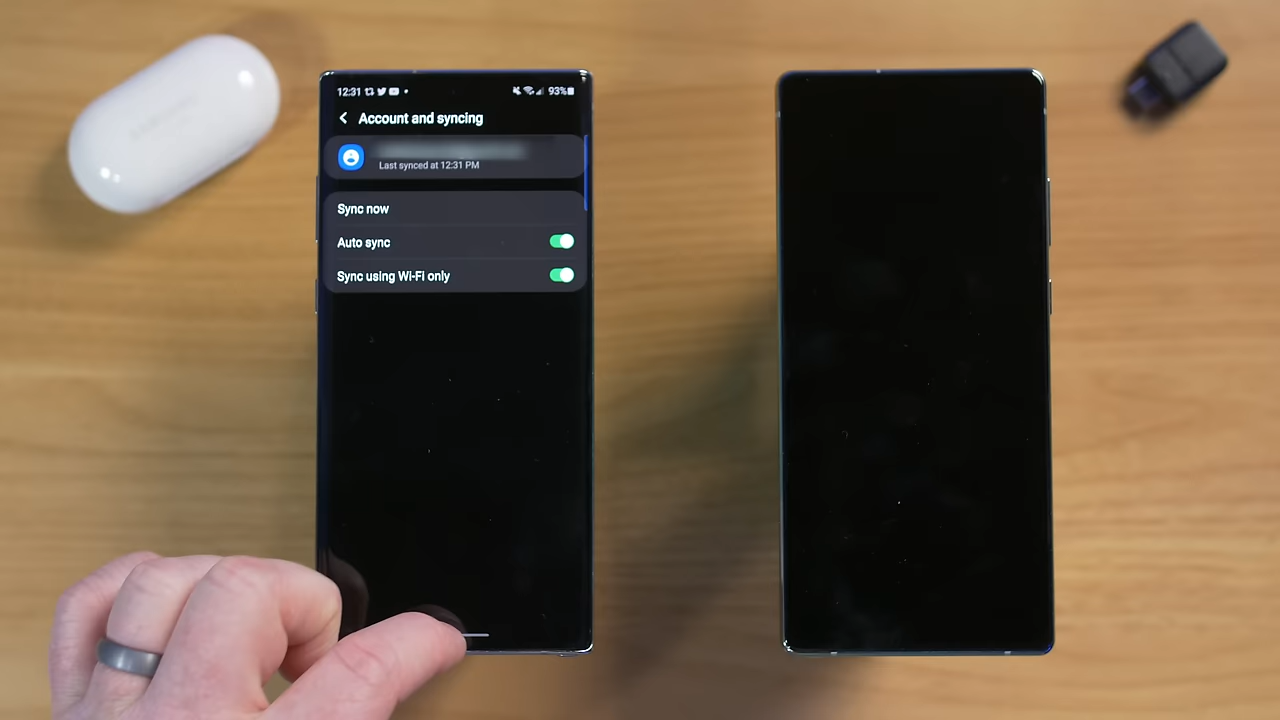 12:31
93%
Account and syncing
Last synced at 12:31 PM
Sync now
Auto sync
Sync using Wi-Fi only